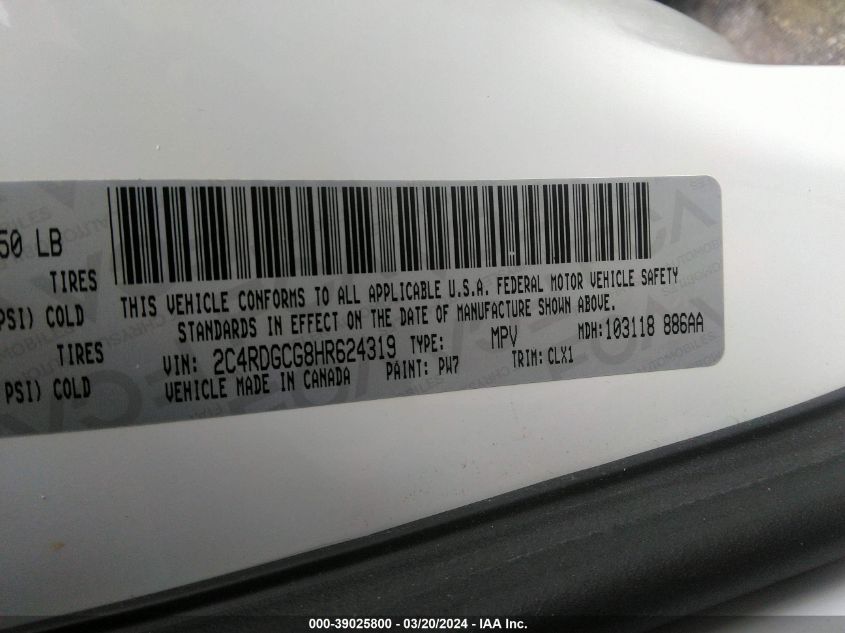 50 LB
TIRES
PSI) COLD
TIRES
PSI) COLD
THIS VEHICLE CONFORMS TO ALL APPLICABLE U.S.A. FEDERAL MOTOR VEHICLE SAFETY
STANDARDS IN EFFECT ON THE DATE OF MANUFACTURE SHOWN ABOVE.
VIN: 2C4RDGCG8HR624319 TYPE: MPV MDH: 103118 886AA
VEHICLE MADE IN CANADA PAINT: PW7 TRIM: CLX1
000-39025800 — 03/20/2024 — IAA Inc.